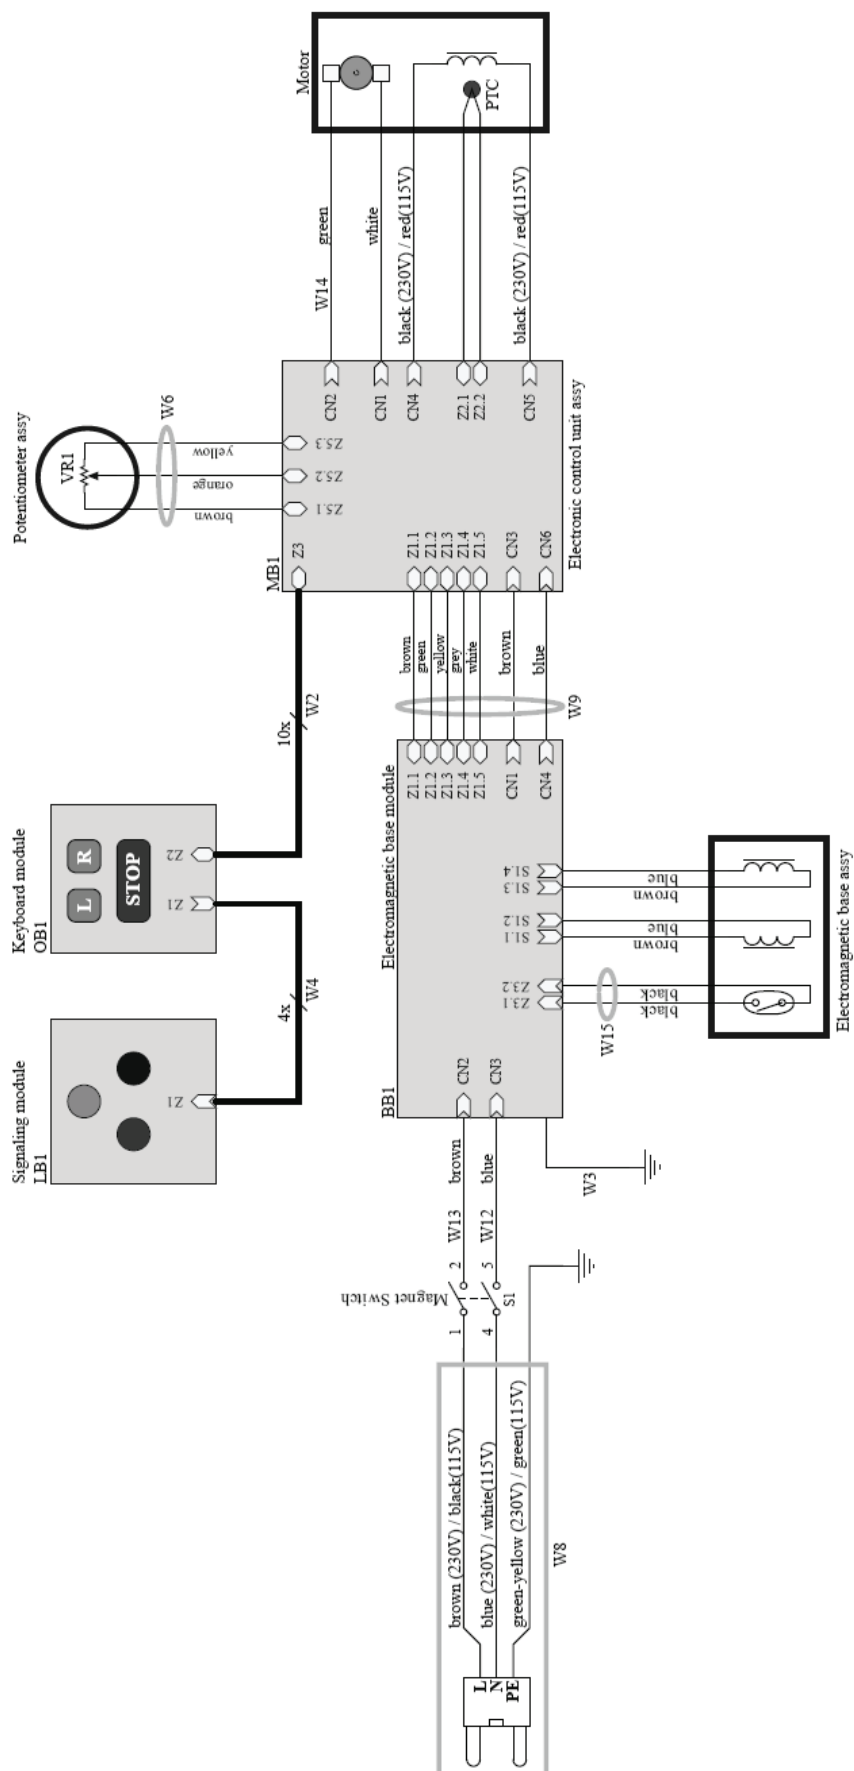 Motor
PTC
green
white
W14
black (230V) / red(115V)
black (230V) / red(115V)
CN2
CN1
CN4
Z2.1
Z2.2
CN5
Electronic control unit assy
Potentiometer assy
VR1
W6
yellow
orange
brown
Z5.3
Z5.2
Z5.1
MB1
Z3
Z1.1
Z1.2
Z1.3
Z1.4
Z1.5
CN3
CN6
brown
green
yellow
grey
white
brown
blue
W9
10x
W2
Keyboard module
OB1
L
R
STOP
Z2
Z1
4x
W4
Signaling module
LB1
Z1
Electromagnetic base module
BB1
Z1.1
Z1.2
Z1.3
Z1.4
Z1.5
CN1
CN4
S1.4
S1.3
S1.2
S1.1
Z3.2
Z3.1
CN2
CN3
blue
brown
blue
brown
black
black
W15
Electromagnetic base assy
brown
blue
W13
W12
W3
2
5
Magnet Switch
S1
1
4
brown (230V) / black(115V)
blue (230V) / white(115V)
green-yellow (230V) / green(115V)
W8
L
N
PE